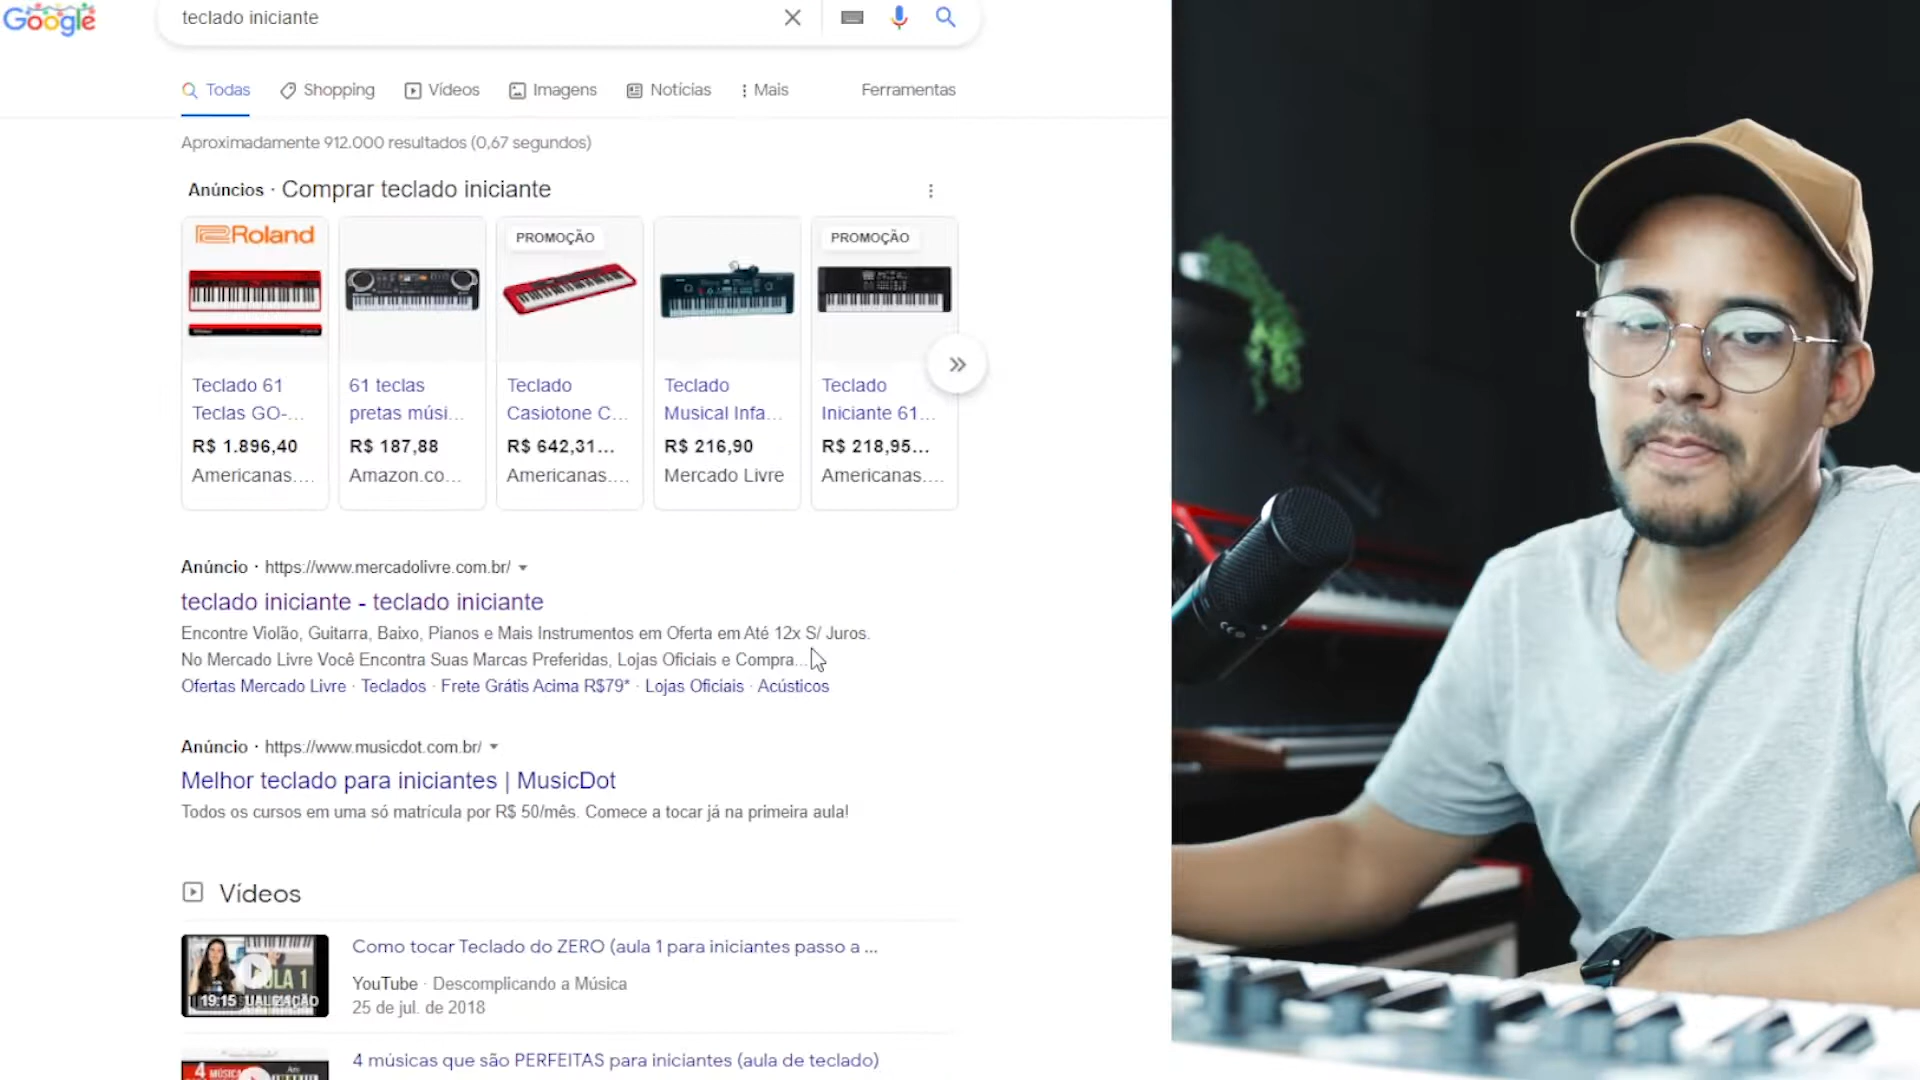 Google
teclado iniciante
Todas Shopping Vídeos Imagens Notícias Mais Ferramentas
Aproximadamente 912.000 resultados (0,67 segundos)
Anúncios · Comprar teclado iniciante
Roland
PROMOÇÃO
PROMOÇÃO
Teclado 61
Teclas GO-...
R$ 1.896,40
Americanas....
61 teclas
pretas músi...
R$ 187,88
Amazon.co...
Teclado
Casiotone C...
R$ 642,31...
Americanas....
Teclado
Musical Infa...
R$ 216,90
Mercado Livre
Teclado
Iniciante 61...
R$ 218,95...
Americanas....
Anúncio · https://www.mercadolivre.com.br/
teclado iniciante - teclado iniciante
Encontre Violão, Guitarra, Baixo, Pianos e Mais Instrumentos em Oferta em Até 12x S/ Juros.
No Mercado Livre Você Encontra Suas Marcas Preferidas, Lojas Oficiais e Compra...
Ofertas Mercado Livre · Teclados · Frete Grátis Acima R$79* · Lojas Oficiais · Acústicos
Anúncio · https://www.musicdot.com.br/
Melhor teclado para iniciantes | MusicDot
Todos os cursos em uma só matrícula por R$ 50/mês. Comece a tocar já na primeira aula!
Vídeos
AULA 1
19:15
Como tocar Teclado do ZERO (aula 1 para iniciantes passo a ...
YouTube · Descomplicando a Música
25 de jul. de 2018
4 músicas que são PERFEITAS para iniciantes (aula de teclado)